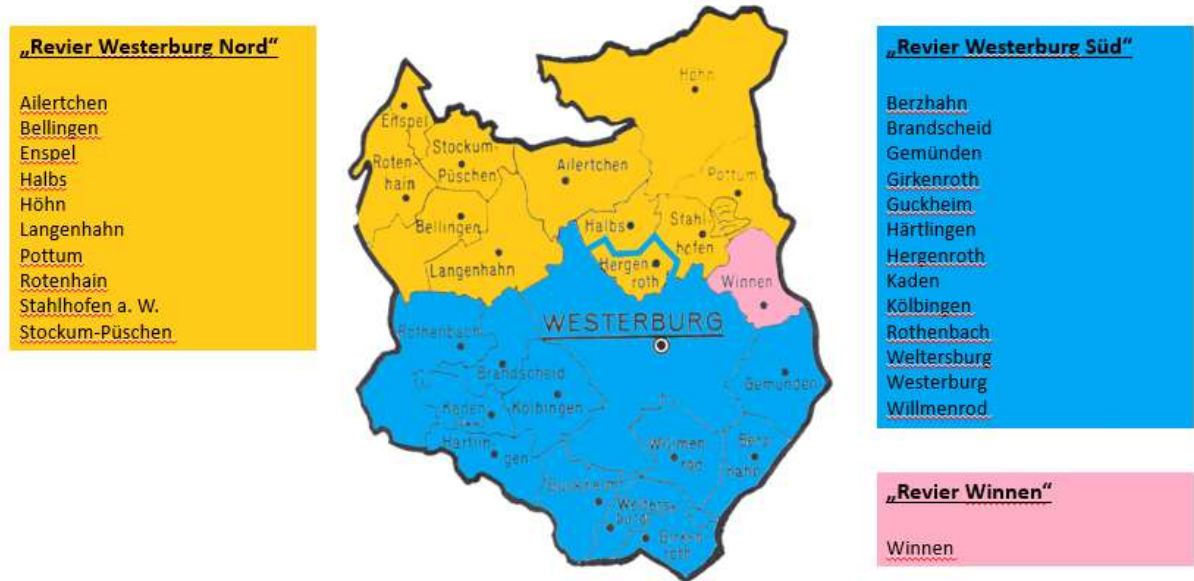 „Revier Westerburg Nord“
Ailertchen
Bellingen
Enspel
Halbs
Höhn
Langenhahn
Pottum
Rotenhain
Stahlhofen a. W.
Stockum-Püschen
Höhn
Enspel
Stockum-
Püschen
Roten-
hain
Ailertchen
Pottum
Bellingen
Halbs
Stahl
hofen
Langenhahn
Hergen
roth
Winnen
WESTERBURG
Rothenbach
Brandscheid
Gemünden
Kaden
Kölbingen
Härtlin-
gen
Willmen
rod
Berz
hahn
Guckheim
Welters-
burg
Girken
roth
„Revier Westerburg Süd“
Berzhahn
Brandscheid
Gemünden
Girkenroth
Guckheim
Härtlingen
Hergenroth
Kaden
Kölbingen
Rothenbach
Weltersburg
Westerburg
Willmenrod
„Revier Winnen“
Winnen